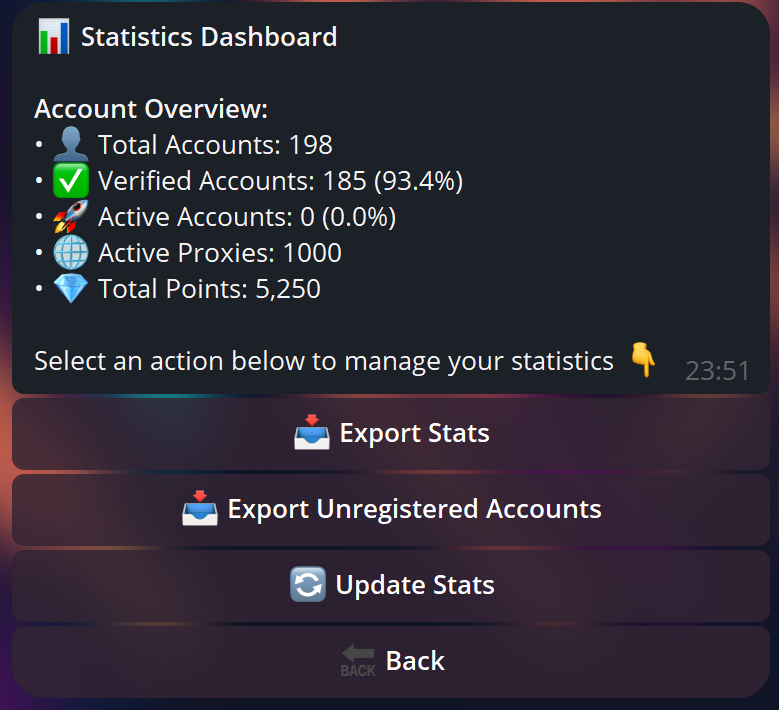 📊 Statistics Dashboard
Account Overview:
• 👤 Total Accounts: 198
• ✅ Verified Accounts: 185 (93.4%)
• 🚀 Active Accounts: 0 (0.0%)
• 🌐 Active Proxies: 1000
• 💎 Total Points: 5,250
Select an action below to manage your statistics 👇
23:51
📥 Export Stats
📥 Export Unregistered Accounts
🔄 Update Stats
🔙 Back